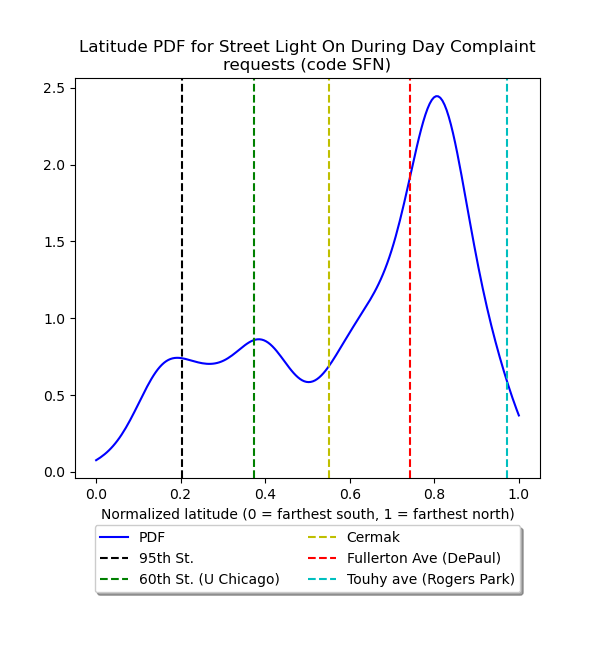 Latitude PDF for Street Light On During Day Complaint
requests (code SFN)
2.5
2.0
1.5
1.0
0.5
0.0
0.0 0.2 0.4 0.6 0.8 1.0
Normalized latitude (0 = farthest south, 1 = farthest north)
PDF
95th St.
60th St. (U Chicago)
Cermak
Fullerton Ave (DePaul)
Touhy ave (Rogers Park)